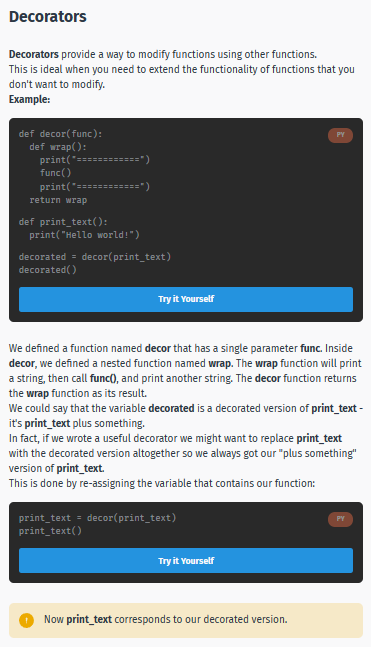 Decorators
Decorators provide a way to modify functions using other functions.
This is ideal when you need to extend the functionality of functions that you
don't want to modify.
Example:
PY
def decor(func):
  def wrap():
    print("============")
    func()
    print("============")
  return wrap
def print_text():
  print("Hello world!")
decorated = decor(print_text)
decorated()
Try it Yourself
We defined a function named decor that has a single parameter func. Inside
decor, we defined a nested function named wrap. The wrap function will print
a string, then call func(), and print another string. The decor function returns
the wrap function as its result.
We could say that the variable decorated is a decorated version of print_text -
it's print_text plus something.
In fact, if we wrote a useful decorator we might want to replace print_text
with the decorated version altogether so we always got our "plus something"
version of print_text.
This is done by re-assigning the variable that contains our function:
PY
print_text = decor(print_text)
print_text()
Try it Yourself
! Now print_text corresponds to our decorated version.